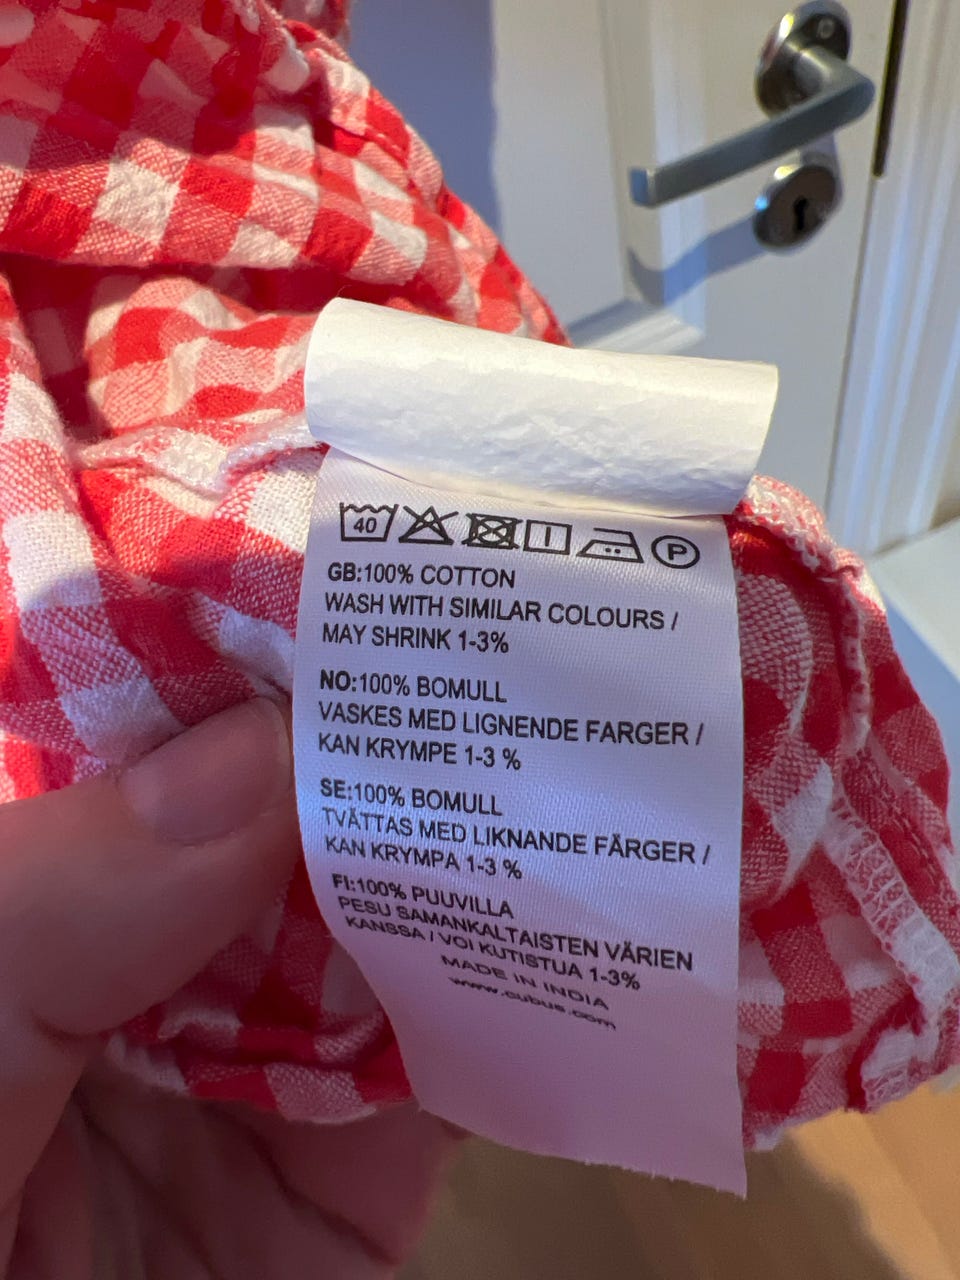 40 P
GB:100% COTTON
WASH WITH SIMILAR COLOURS /
MAY SHRINK 1-3%
NO:100% BOMULL
VASKES MED LIGNENDE FARGER /
KAN KRYMPE 1-3 %
SE:100% BOMULL
TVÄTTAS MED LIKNANDE FÄRGER /
KAN KRYMPA 1-3 %
FI:100% PUUVILLA
PESU SAMANKALTAISTEN VÄRIEN
KANSSA / VOI KUTISTUA 1-3%
MADE IN INDIA
www.cubus.com